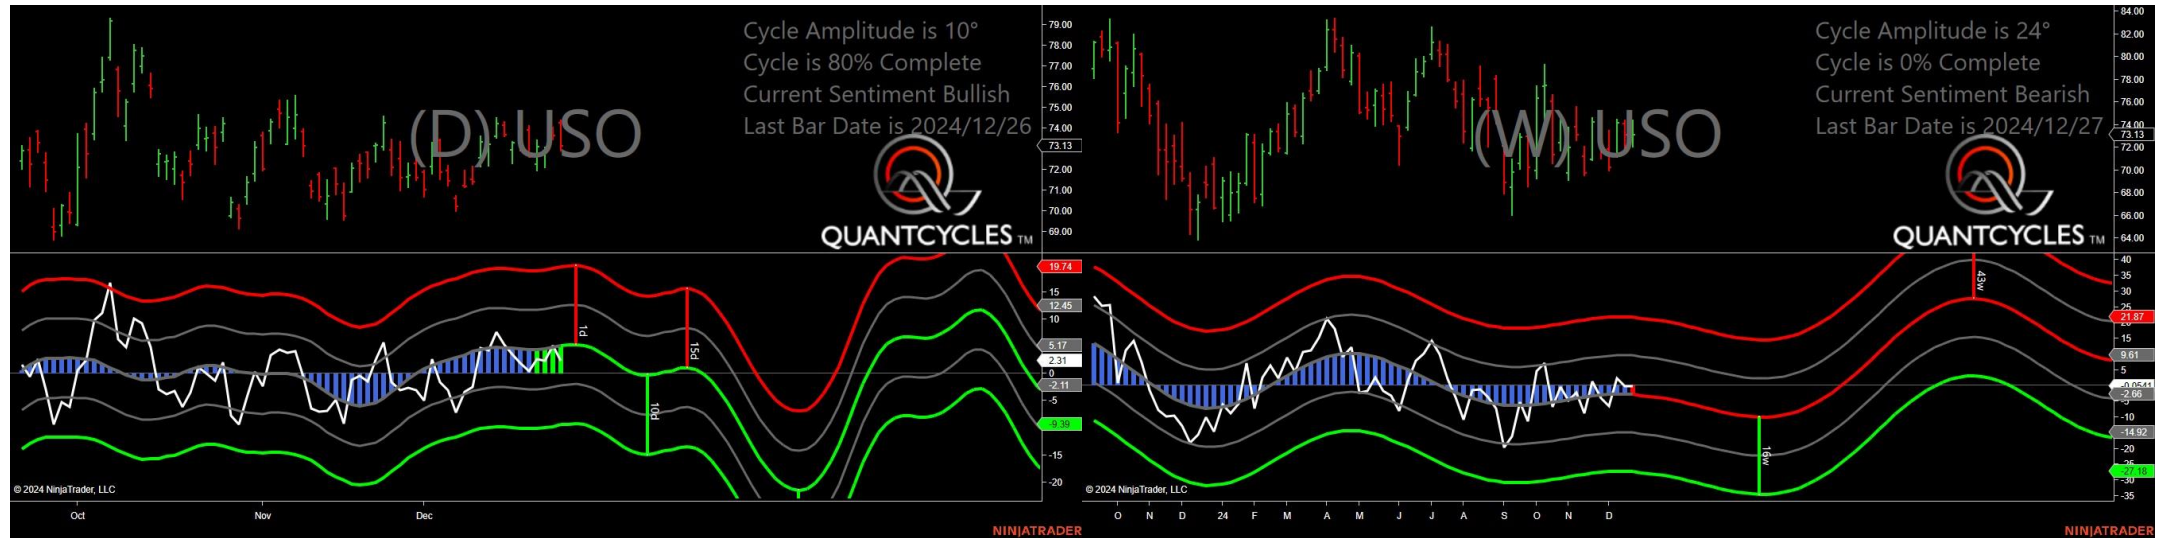 Cycle Amplitude is 10°
Cycle is 80% Complete
Current Sentiment Bullish
Last Bar Date is 2024/12/26
(D) USO
QUANTCYCLES TM
79.00
78.00
77.00
76.00
75.00
74.00
73.13
72.00
71.00
70.00
69.00
19.74
15
12.45
10
5.17
2.31
0
-2.11
-5
-9.39
-15
-20
1d
15d
10d
© 2024 NinjaTrader, LLC
Oct
Nov
Dec
NINJATRADER
Cycle Amplitude is 24°
Cycle is 0% Complete
Current Sentiment Bearish
Last Bar Date is 2024/12/27
(W) USO
QUANTCYCLES TM
84.00
82.00
80.00
78.00
76.00
74.00
73.13
72.00
70.00
68.00
66.00
64.00
40
35
30
25
21.87
15
9.61
5
-0.0541
-2.66
-10
-14.92
-20
-27.18
-30
-35
43w
16w
© 2024 NinjaTrader, LLC
O N D 24 F M A M J J A S O N D
NINJATRADER